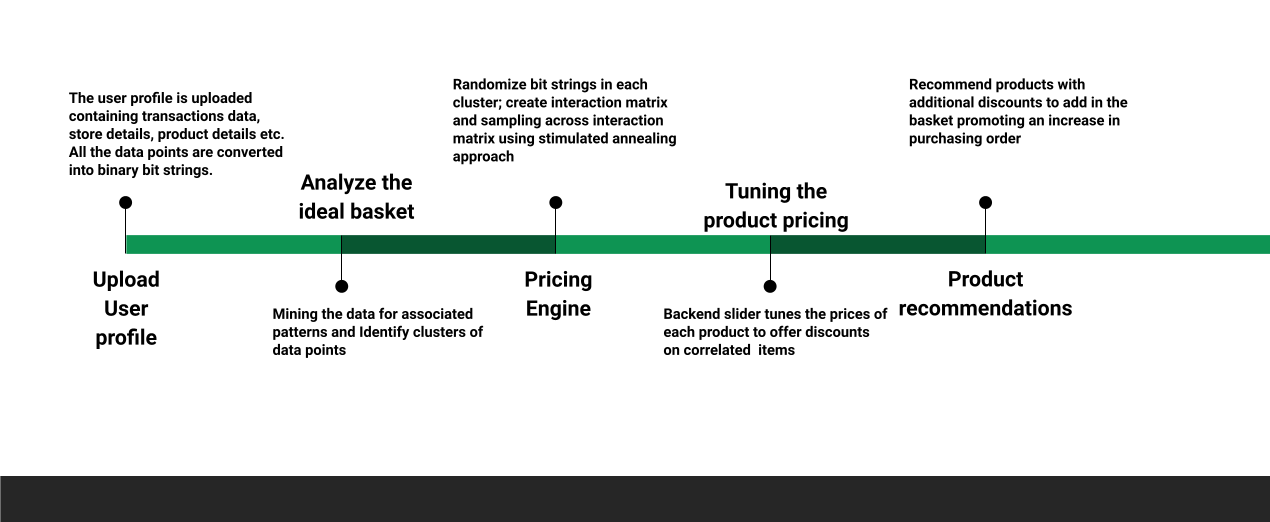 The user profile is uploaded
containing transactions data,
store details, product details etc.
All the data points are converted
into binary bit strings.
Upload
User
profile
Analyze the
ideal basket
Mining the data for associated
patterns and Identify clusters of
data points
Randomize bit strings in each
cluster; create interaction matrix
and sampling across interaction
matrix using stimulated annealing
approach
Pricing
Engine
Tuning the
product pricing
Backend slider tunes the prices of
each product to offer discounts
on correlated  items
Recommend products with
additional discounts to add in the
basket promoting an increase in
purchasing order
Product
recommendations